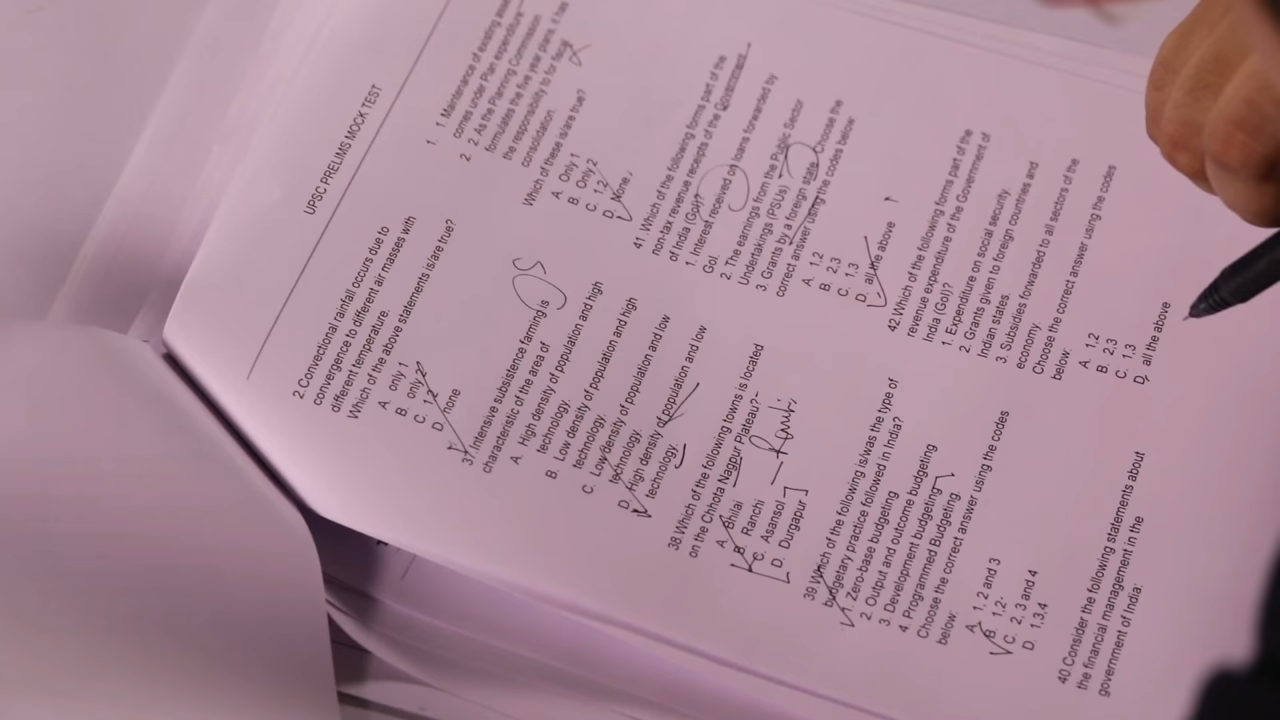 UPSC PRELIMS MOCK TEST
2.Convectional rainfall occurs due to
convergence to different air masses with
different temperature.
Which of the above statements is/are true?
A. only 1
B. only 2
C. 1,2
D. none
37.Intensive subsistence farming is
characteristic of the area of
A. High density of population and high
technology.
B. Low density of population and high
technology.
C. Low density of population and low
technology.
D. High density of population and low
technology.
38.Which of the following towns is located
on the Chhota Nagpur Plateau?
A. Bhilai
B. Ranchi
C. Asansol
D. Durgapur
39.Which of the following is/was the type of
budgetary practice followed in India?
1. Zero-base budgeting
2. Output and outcome budgeting
3 Development budgeting
4. Programmed Budgeting.
Choose the correct answer using the codes
below:
A. 1, 2 and 3
B. 1,2.
C. 2, 3 and 4
D. 1,3,4
40.Consider the following statements about
the financial management in the
government of India:
1. 1. Maintenance of existing
comes under Plan expenditure
2. 2. As the Planning Commission
formulates the five year plans, it has
the responsibility to for fiscal
consolidation.
Which of these is/are true?
A. Only 1
B. Only 2
C. 1,2
D. None
41 Which of the following forms part of the
non-tax revenue receipts of the Government
of India (GoI)?
1. Interest received on loans forwarded by
GoI.
2. The earnings from the Public Sector
Undertakings (PSUs)
3. Grants by a foreign state. Choose the
correct answer using the codes below:
A. 1,2
B. 2,3
C. 1,3
D. all the above
42.Which of the following forms part of the
revenue expenditure of the Government of
India (GoI)?
1. Expenditure on social security.
2. Grants given to foreign countries and
Indian states.
3. Subsidies forwarded to all sectors of the
economy.
Choose the correct answer using the codes
below:
A. 1,2
B. 2,3
C. 1,3
D. all the above